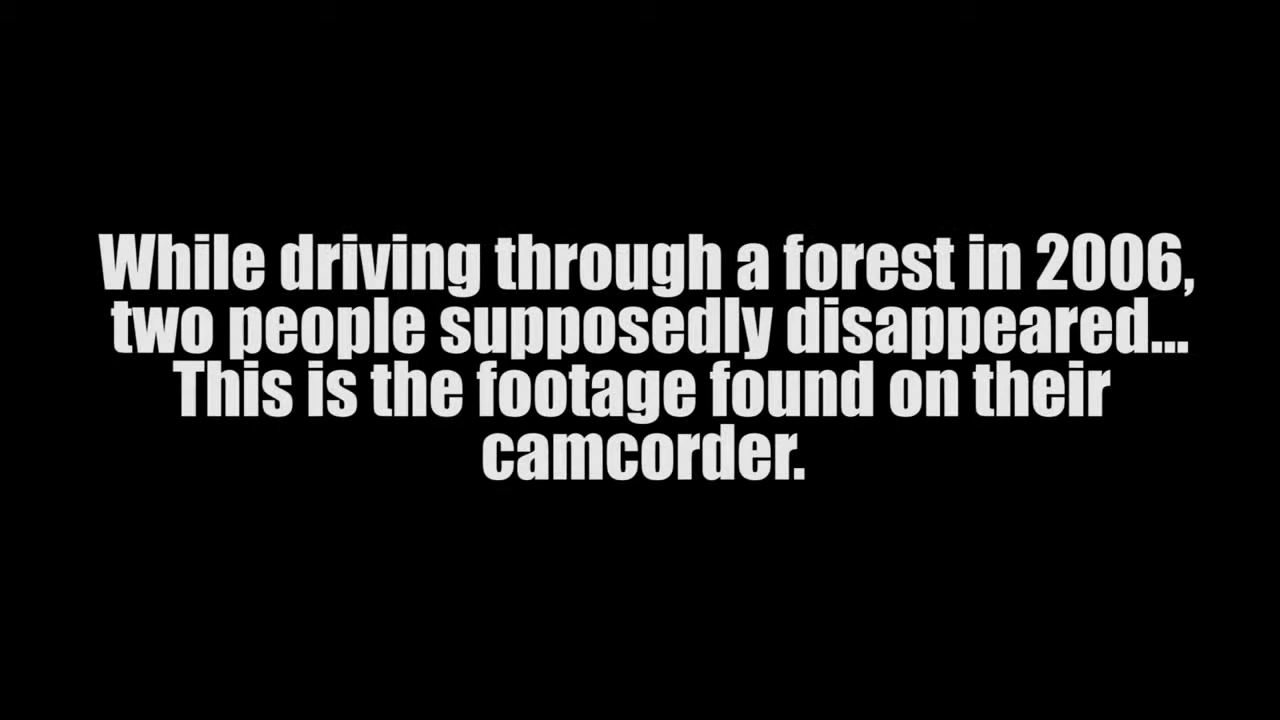 While driving through a forest in 2006,
two people supposedly disappeared...
This is the footage found on their
camcorder.